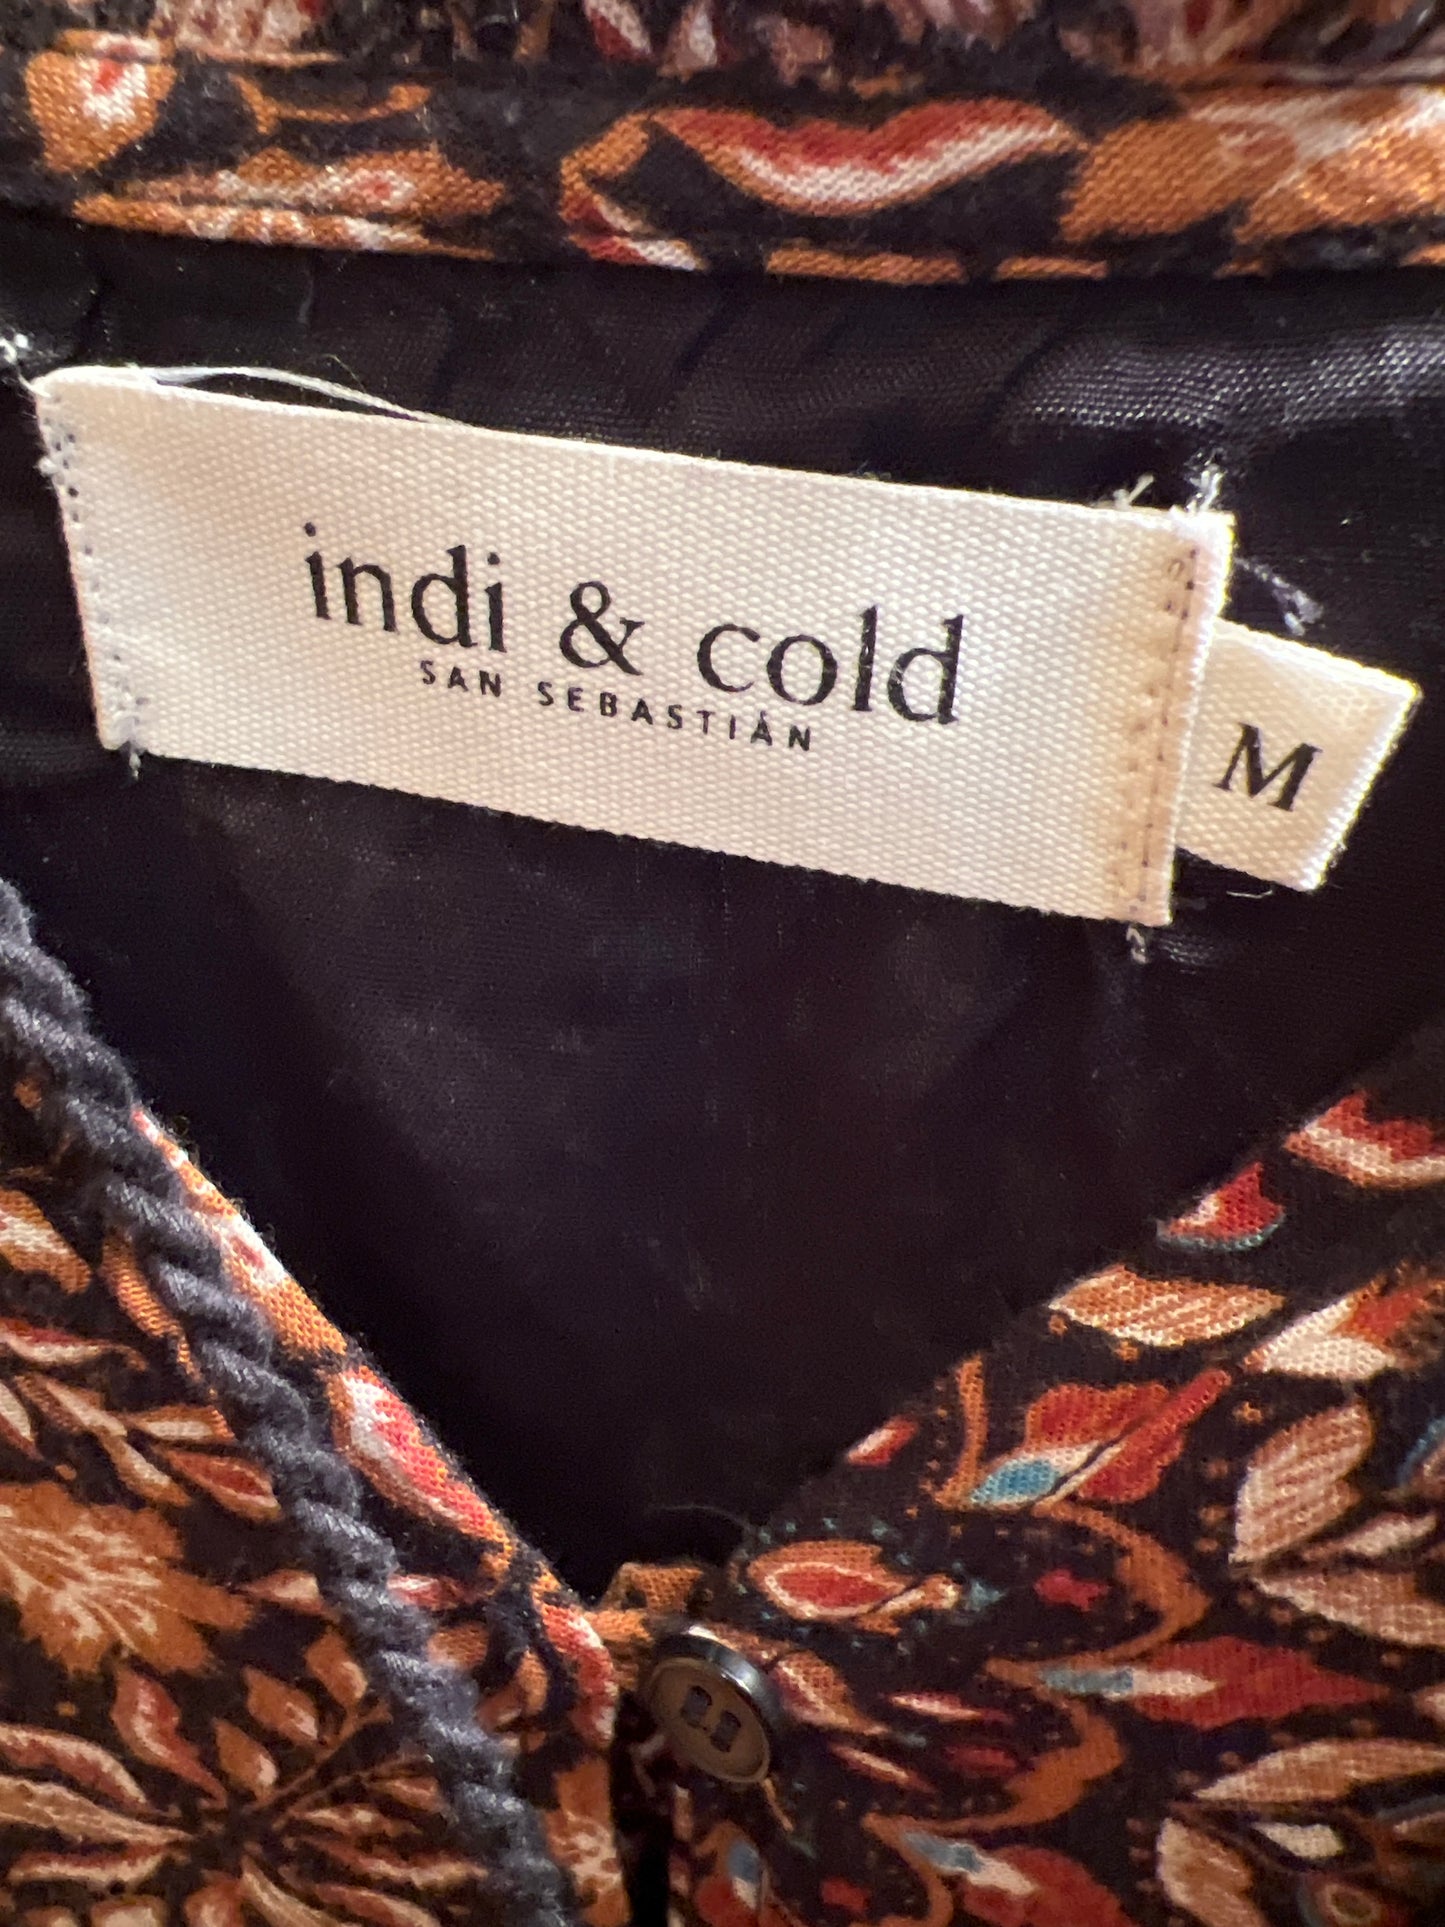 indi & cold
SAN SEBASTIÁN
M